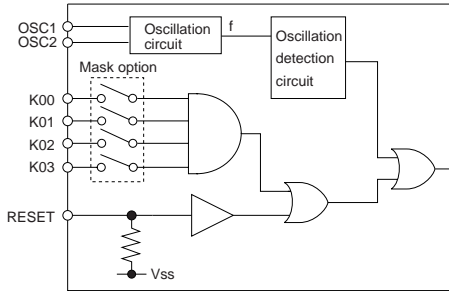 OSC1
OSC2
Oscillation
circuit
f
Oscillation
detection
circuit
Mask option
K00
K01
K02
K03
RESET
Vss